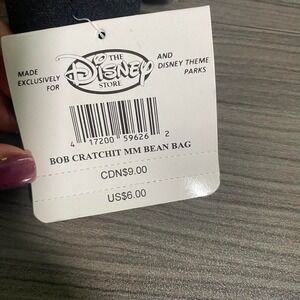 MADE EXCLUSIVELY FOR
THE
Disney
STORE
AND DISNEY THEME PARKS
4 17200 59626 2
BOB CRATCHIT MM BEAN BAG
CDN$9.00
US$6.00